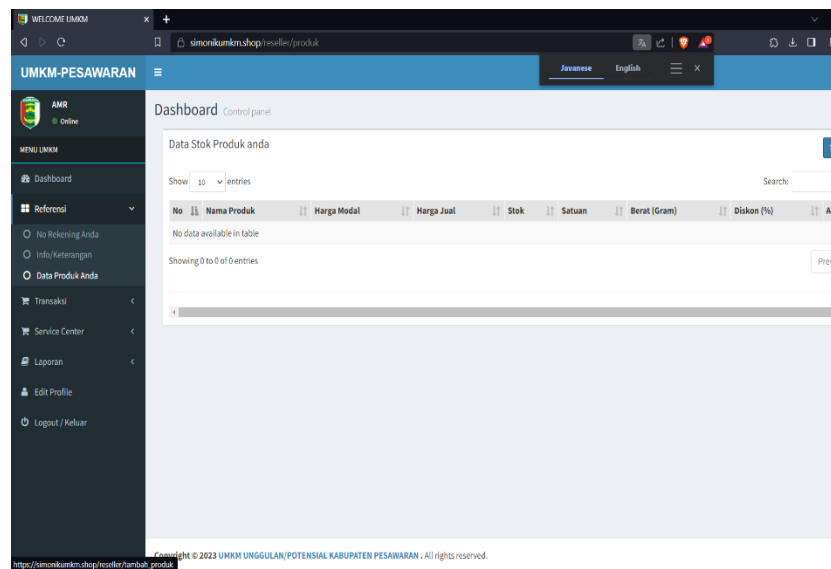 WELCOME UMKM
simonikumkm.shop/reseller/produk
Javanese English
UMKM-PESAWARAN
AMR
Online
MENU UMKM
Dashboard
Referensi
No Rekening Anda
Info/Keterangan
Data Produk Anda
Transaksi
Service Center
Laporan
Edit Profile
Logout / Keluar
Dashboard Control panel
Data Stok Produk anda
Show 10 entries
Search:
No Nama Produk Harga Modal Harga Jual Stok Satuan Berat (Gram) Diskon (%) A
No data available in table
Showing 0 to 0 of 0 entries
Pre
Copyright © 2023 UMKM UNGGULAN/POTENSIAL KABUPATEN PESAWARAN . All rights reserved.
https://simonikumkm.shop/reseller/tambah_produk